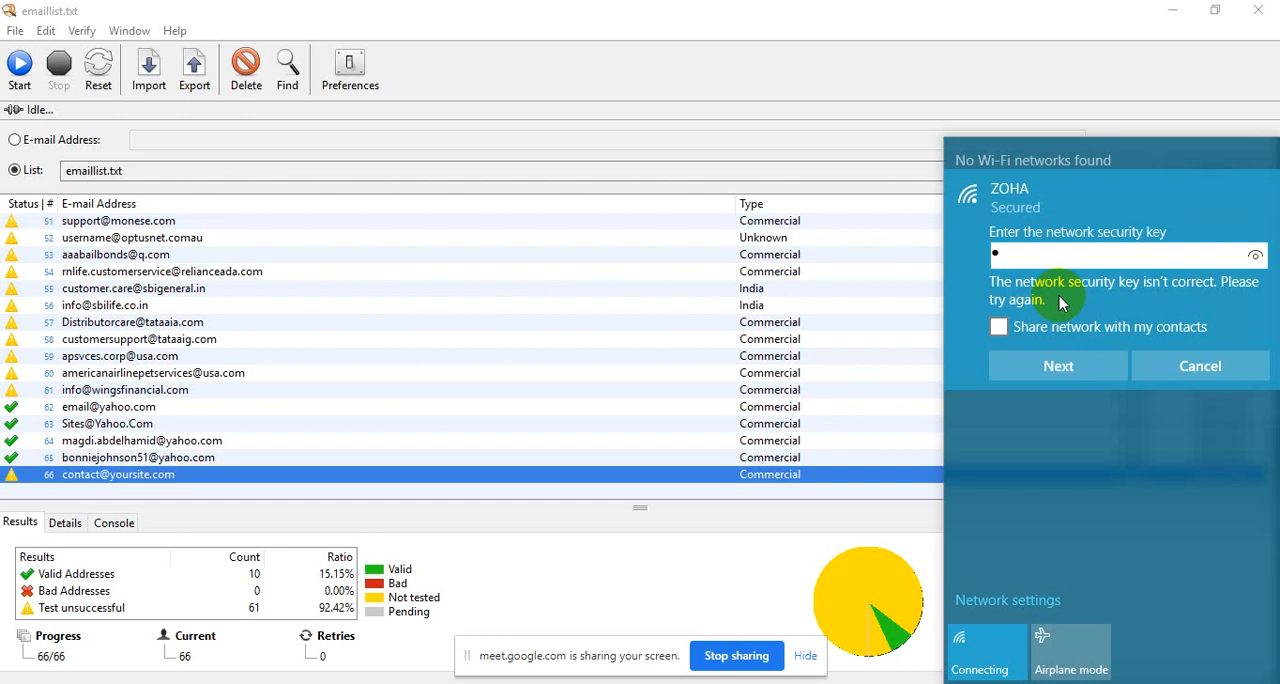 emaillist.txt
File Edit Verify Window Help
Start Stop Reset Import Export Delete Find Preferences
Idle...
E-mail Address:
List: emaillist.txt
Status # E-mail Address Type
51 support@monese.com Commercial
52 username@optusnet.comau Unknown
53 aaabailbonds@q.com Commercial
54 rnlife.customerservice@relianceada.com Commercial
55 customer.care@sbigeneral.in India
56 info@sbilife.co.in India
57 Distributorcare@tataaia.com Commercial
58 customersupport@tataaig.com Commercial
59 apsvces.corp@usa.com Commercial
60 americanairlinepetservices@usa.com Commercial
61 info@wingsfinancial.com Commercial
62 email@yahoo.com Commercial
63 Sites@Yahoo.Com Commercial
64 magdi.abdelhamid@yahoo.com Commercial
65 bonniejohnson51@yahoo.com Commercial
66 contact@yoursite.com Commercial
Results Details Console
Results Count Ratio
Valid Addresses 10 15.15%
Bad Addresses 0 0.00%
Test unsuccessful 61 92.42%
Valid
Bad
Not tested
Pending
Progress Current Retries
66/66 66 0
meet.google.com is sharing your screen. Stop sharing Hide
No Wi-Fi networks found
ZOHA
Secured
Enter the network security key
The network security key isn't correct. Please
try again.
Share network with my contacts
Next Cancel
Network settings
Connecting Airplane mode